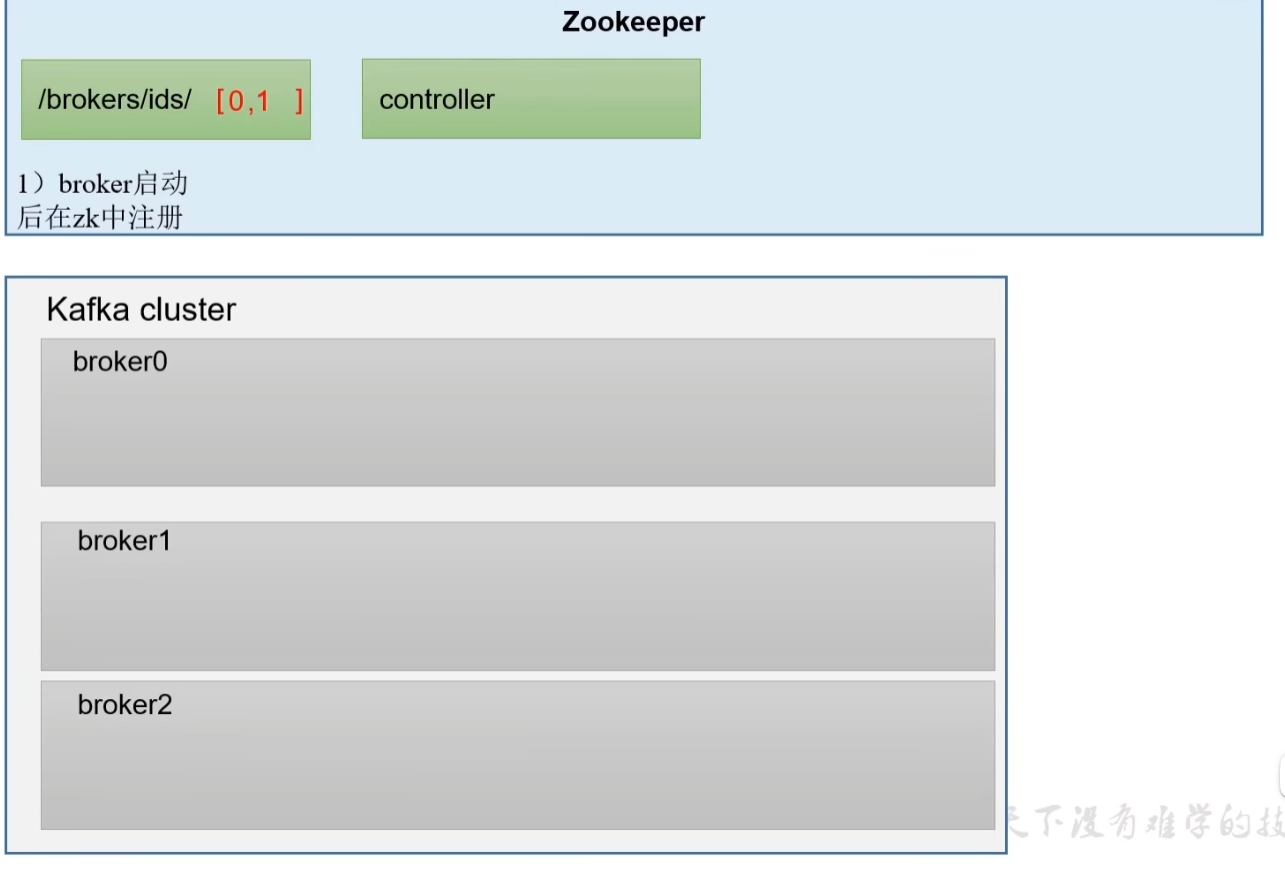 Zookeeper
/brokers/ids/ [0,1 ]
controller
1）broker启动
后在zk中注册
Kafka cluster
broker0
broker1
broker2
天下没有难学的技